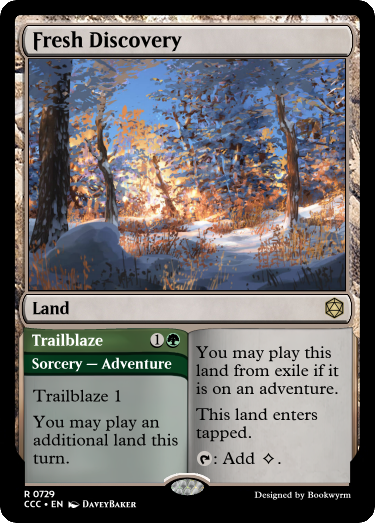 Fresh Discovery
Land
Trailblaze 1
Sorcery — Adventure
Trailblaze 1
You may play an
additional land this
turn.
You may play this
land from exile if it
is on an adventure.
This land enters
tapped.
: Add .
R 0729
CCC • EN DaveyBaker
Designed by Bookwyrm